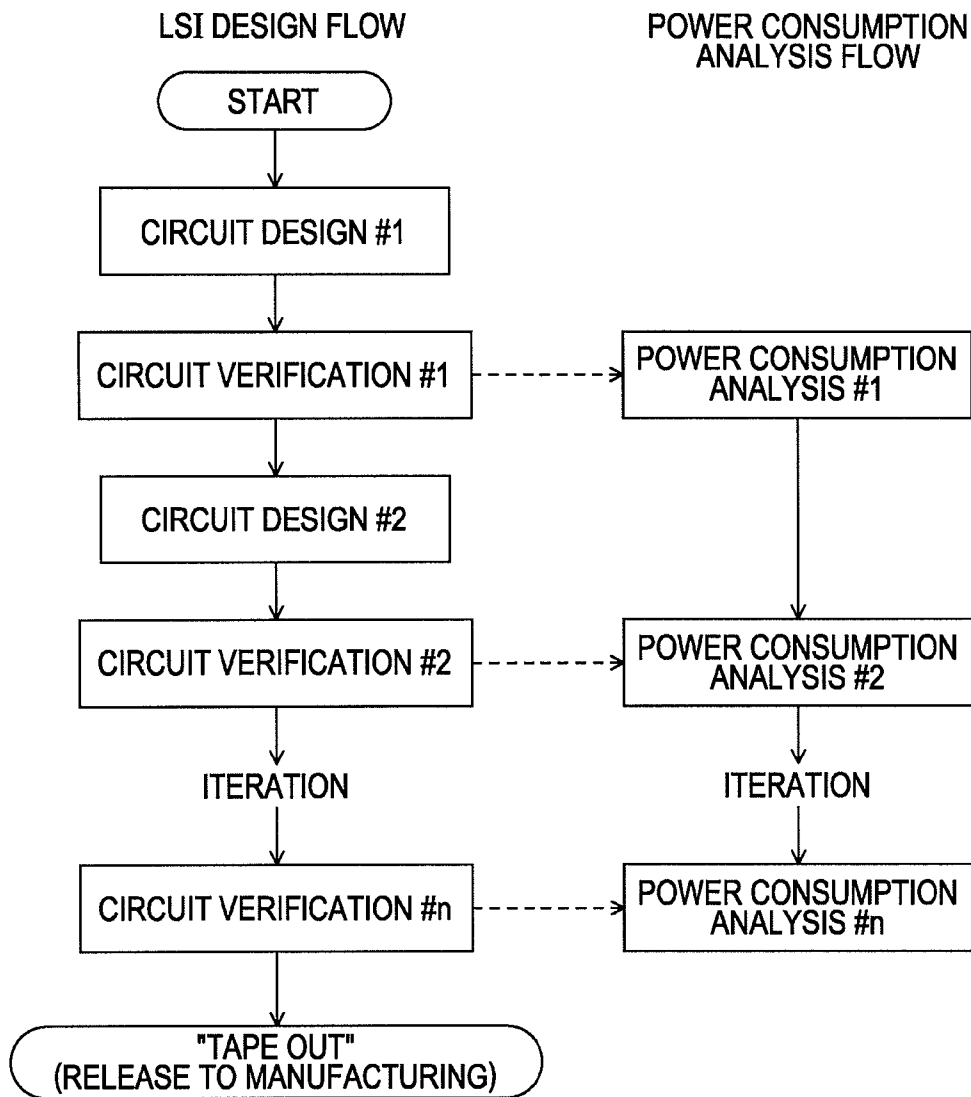 LSI DESIGN FLOW
POWER CONSUMPTION
ANALYSIS FLOW
START
CIRCUIT DESIGN #1
CIRCUIT VERIFICATION #1
POWER CONSUMPTION
ANALYSIS #1
CIRCUIT DESIGN #2
CIRCUIT VERIFICATION #2
POWER CONSUMPTION
ANALYSIS #2
ITERATION
ITERATION
CIRCUIT VERIFICATION #n
POWER CONSUMPTION
ANALYSIS #n
"TAPE OUT"
(RELEASE TO MANUFACTURING)